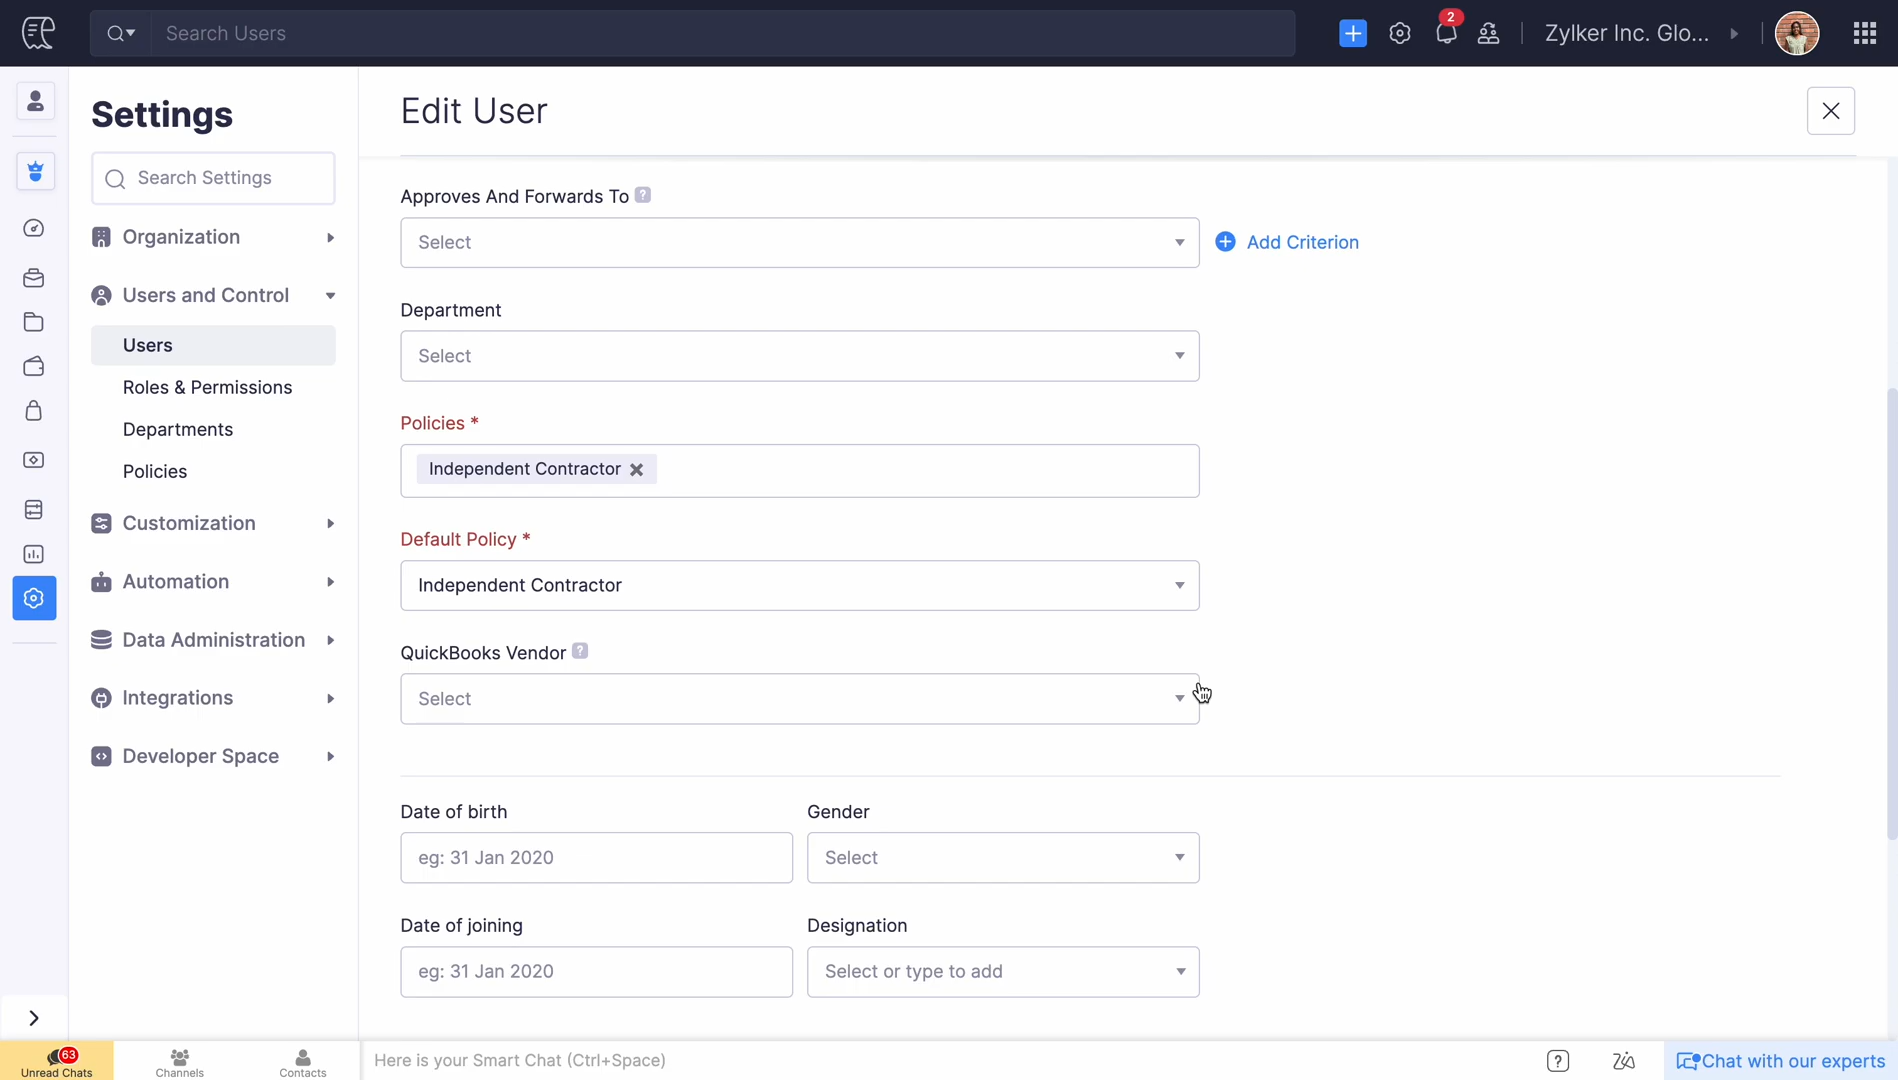 Search Users
2
Zylker Inc. Glo...
Settings
Search Settings
Organization
Users and Control
Users
Roles & Permissions
Departments
Policies
Customization
Automation
Data Administration
Integrations
Developer Space
Edit User
Approves And Forwards To ?
Select
Add Criterion
Department
Select
Policies *
Independent Contractor
Default Policy *
Independent Contractor
QuickBooks Vendor ?
Select
Date of birth
Gender
eg: 31 Jan 2020
Select
Date of joining
Designation
eg: 31 Jan 2020
Select or type to add
63
Unread Chats
Channels
Contacts
Here is your Smart Chat (Ctrl+Space)
?
Chat with our experts